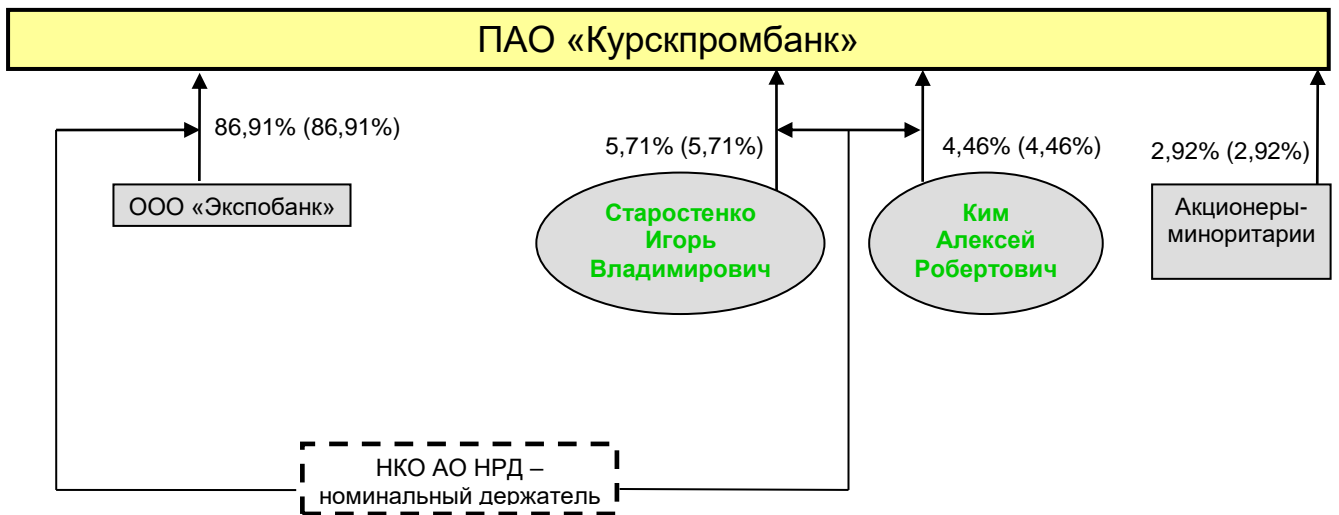 ПАО «Курскпромбанк»
86,91% (86,91%)
5,71% (5,71%)
4,46% (4,46%)
2,92% (2,92%)
ООО «Экспобанк»
Старостенко
Игорь
Владимирович
Ким
Алексей
Робертович
Акционеры-
миноритарии
НКО АО НРД –
номинальный держатель